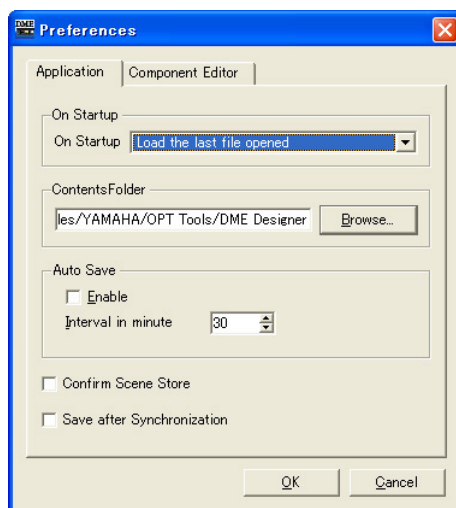 DME
Preferences
Application Component Editor
On Startup
On Startup Load the last file opened
ContentsFolder
les/YAMAHA/OPT Tools/DME Designer Browse...
Auto Save
Enable
Interval in minute 30
Confirm Scene Store
Save after Synchronization
OK Cancel